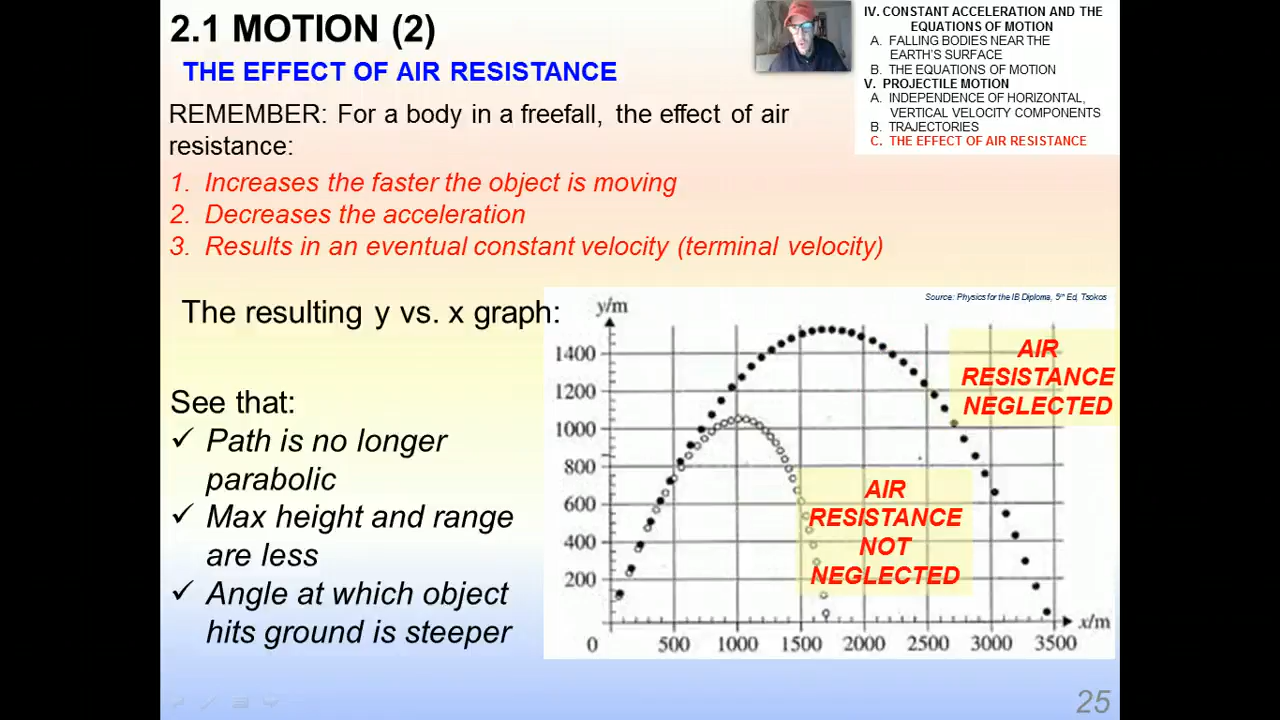 2.1 MOTION (2)
THE EFFECT OF AIR RESISTANCE
IV. CONSTANT ACCELERATION AND THE
EQUATIONS OF MOTION
A. FALLING BODIES NEAR THE
EARTH'S SURFACE
B. THE EQUATIONS OF MOTION
V. PROJECTILE MOTION
A. INDEPENDENCE OF HORIZONTAL,
VERTICAL VELOCITY COMPONENTS
B. TRAJECTORIES
C. THE EFFECT OF AIR RESISTANCE
REMEMBER: For a body in a freefall, the effect of air
resistance:
1. Increases the faster the object is moving
2. Decreases the acceleration
3. Results in an eventual constant velocity (terminal velocity)
The resulting y vs. x graph:
See that:
✓ Path is no longer
parabolic
✓ Max height and range
are less
✓ Angle at which object
hits ground is steeper
Source: Physics for the IB Diploma, 5th Ed, Tsokos
y/m
1400
1200
1000
800
600
400
200
0 500 1000 1500 2000 2500 3000 3500
x/m
AIR
RESISTANCE
NEGLECTED
AIR
RESISTANCE
NOT
NEGLECTED
25